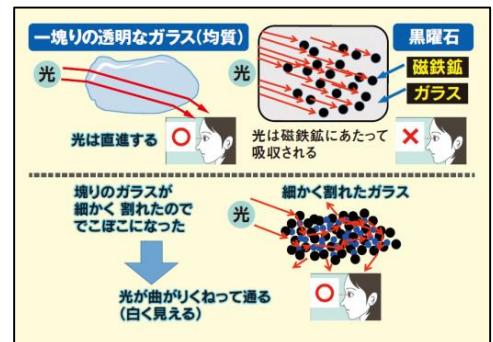 一塊りの透明なガラス(均質)
光
光は直進する
黒曜石
光
磁鉄鉱
ガラス
光は磁鉄鉱にあたって
吸収される
塊りのガラスが
細かく 割れたので
でこぼこになった
光が曲がりくねって通る
(白く見える)
細かく割れたガラス
光